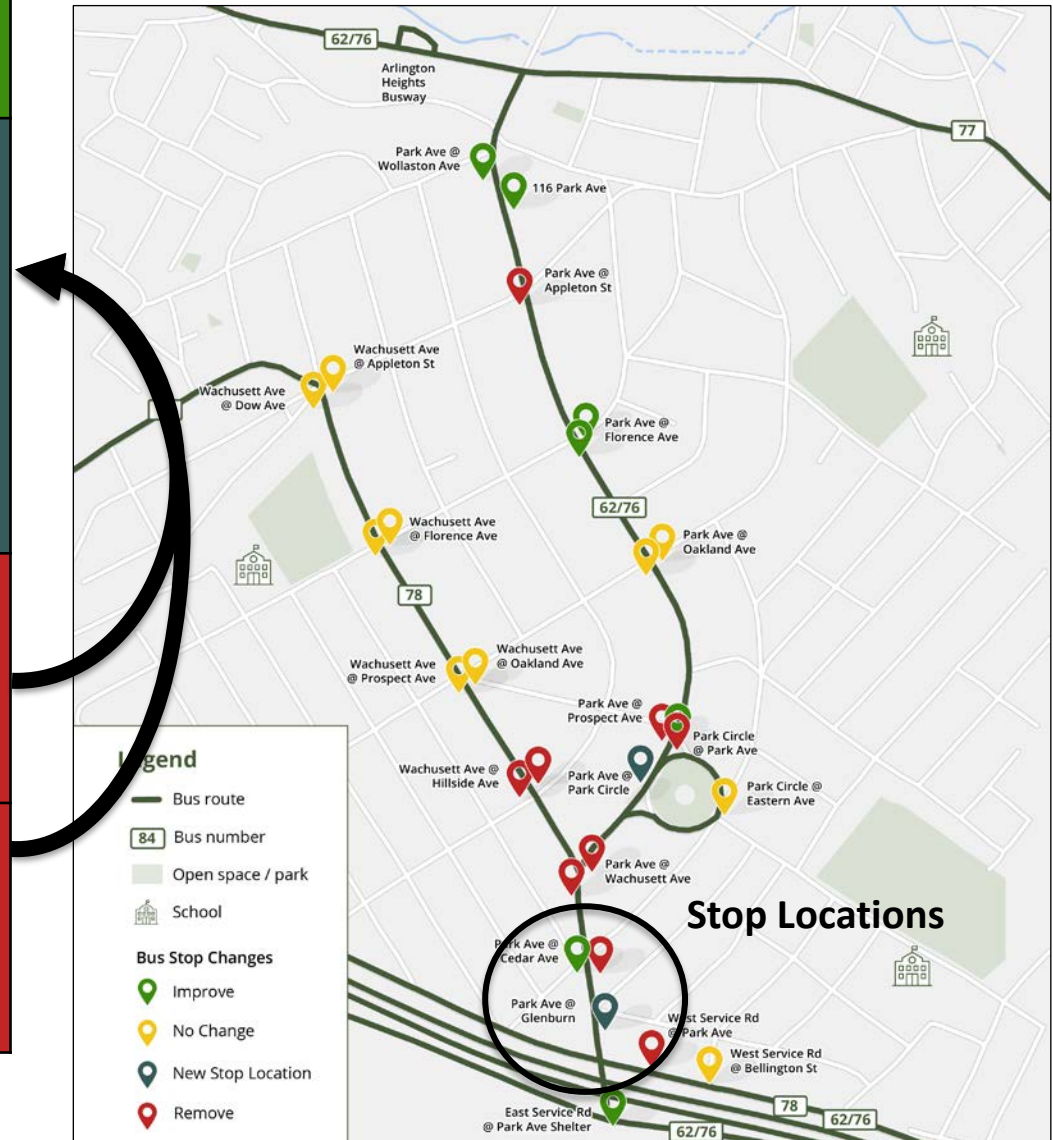 62/76
Arlington
Heights
Busway
77
Park Ave @
Wollaston Ave
116 Park Ave
Park Ave @
Appleton St
Wachusett Ave
@ Appleton St
Wachusett Ave
@ Dow Ave
Park Ave @
Florence Ave
62/76
Wachusett Ave
@ Florence Ave
Park Ave @
Oakland Ave
78
Wachusett Ave
@ Oakland Ave
Wachusett Ave
@ Prospect Ave
Park Ave @
Prospect Ave
Park Circle
@ Park Ave
Wachusett Ave @
Hillside Ave
Park Ave @
Park Circle
Park Circle @
Eastern Ave
Park Ave @
Wachusett Ave
Stop Locations
Park Ave @
Cedar Ave
Park Ave @
Glenburn
West Service Rd
@ Park Ave
West Service Rd
@ Bellington St
East Service Rd
@ Park Ave Shelter
78
62/76
62/76
Legend
Bus route
84 Bus number
Open space / park
School
Bus Stop Changes
Improve
No Change
New Stop Location
Remove